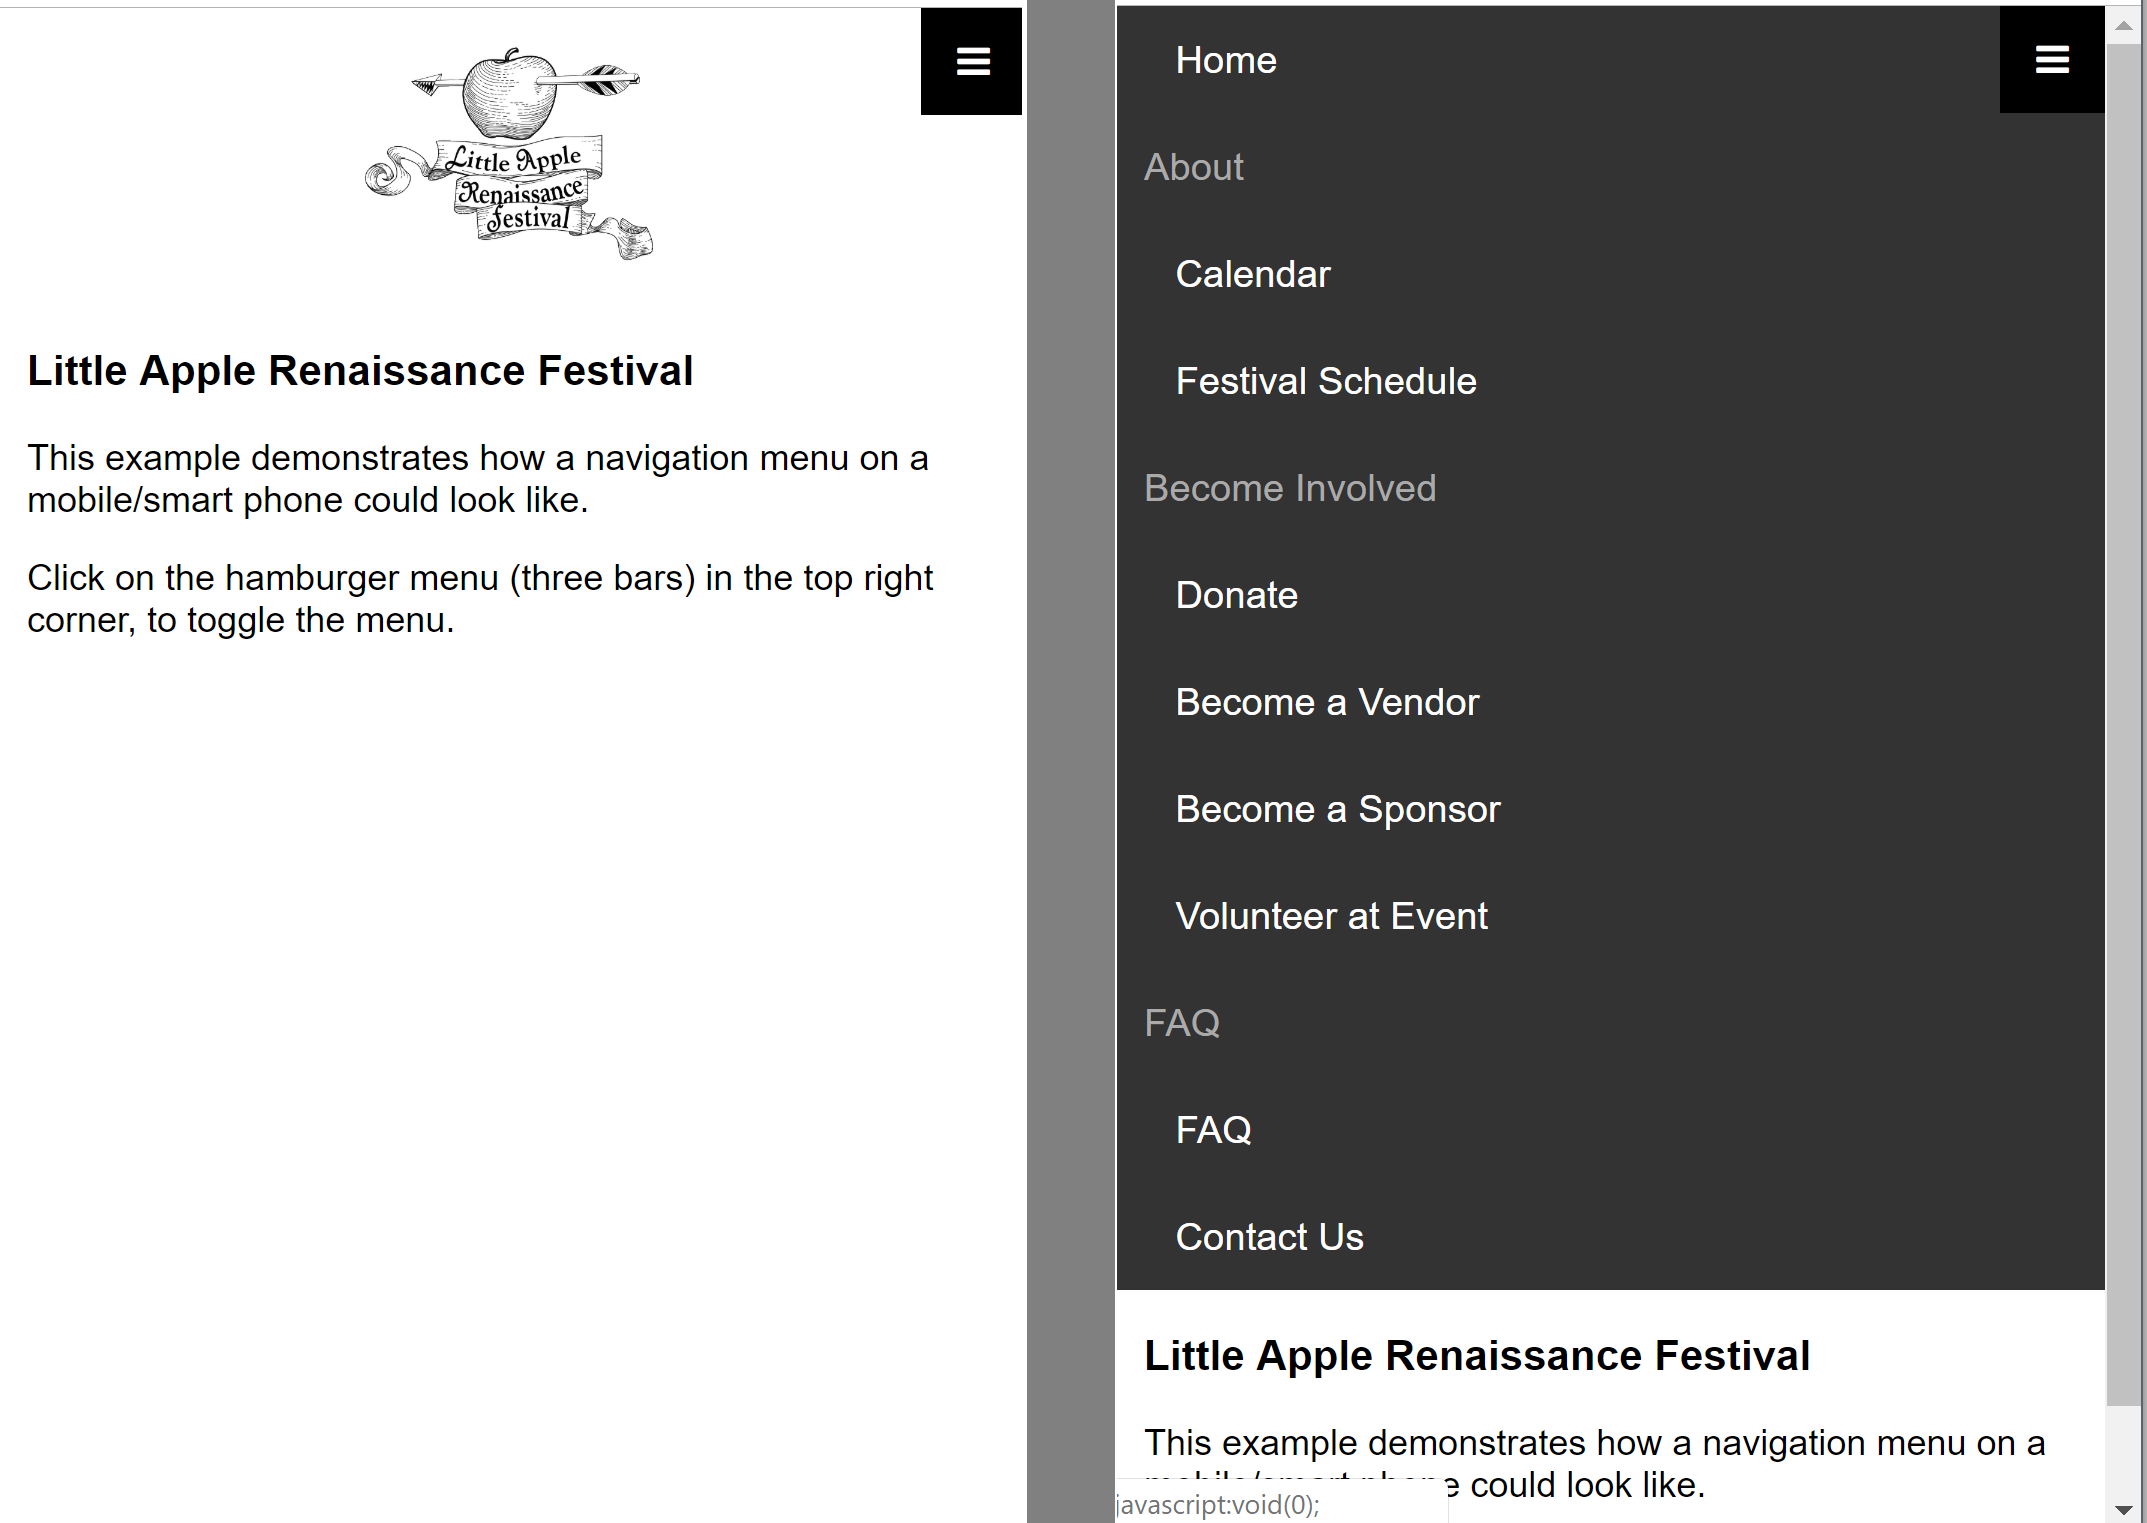 Little Apple
Renaissance
Festival
Little Apple Renaissance Festival
This example demonstrates how a navigation menu on a
mobile/smart phone could look like.
Click on the hamburger menu (three bars) in the top right
corner, to toggle the menu.
Home
About
Calendar
Festival Schedule
Become Involved
Donate
Become a Vendor
Become a Sponsor
Volunteer at Event
FAQ
FAQ
Contact Us
Little Apple Renaissance Festival
This example demonstrates how a navigation menu on a
mobile/smart phone could look like.
javascript:void(0);